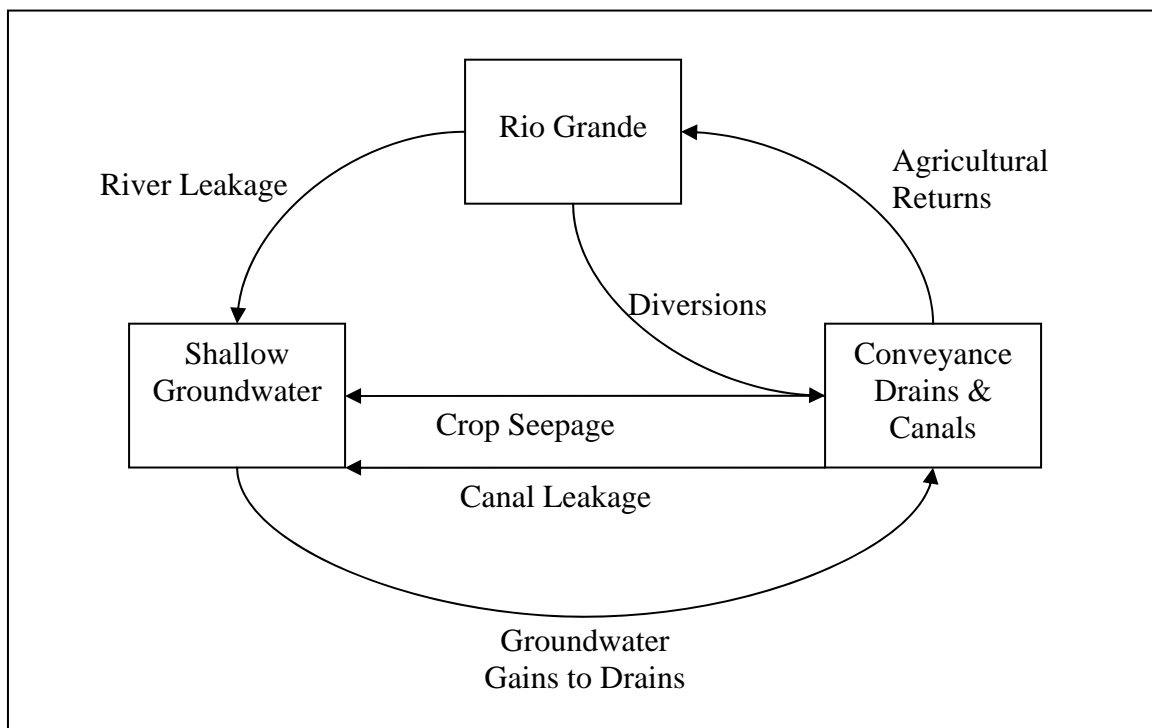 Rio Grande
River Leakage
Agricultural
Returns
Diversions
Shallow
Groundwater
Conveyance
Drains &
Canals
Crop Seepage
Canal Leakage
Groundwater
Gains to Drains